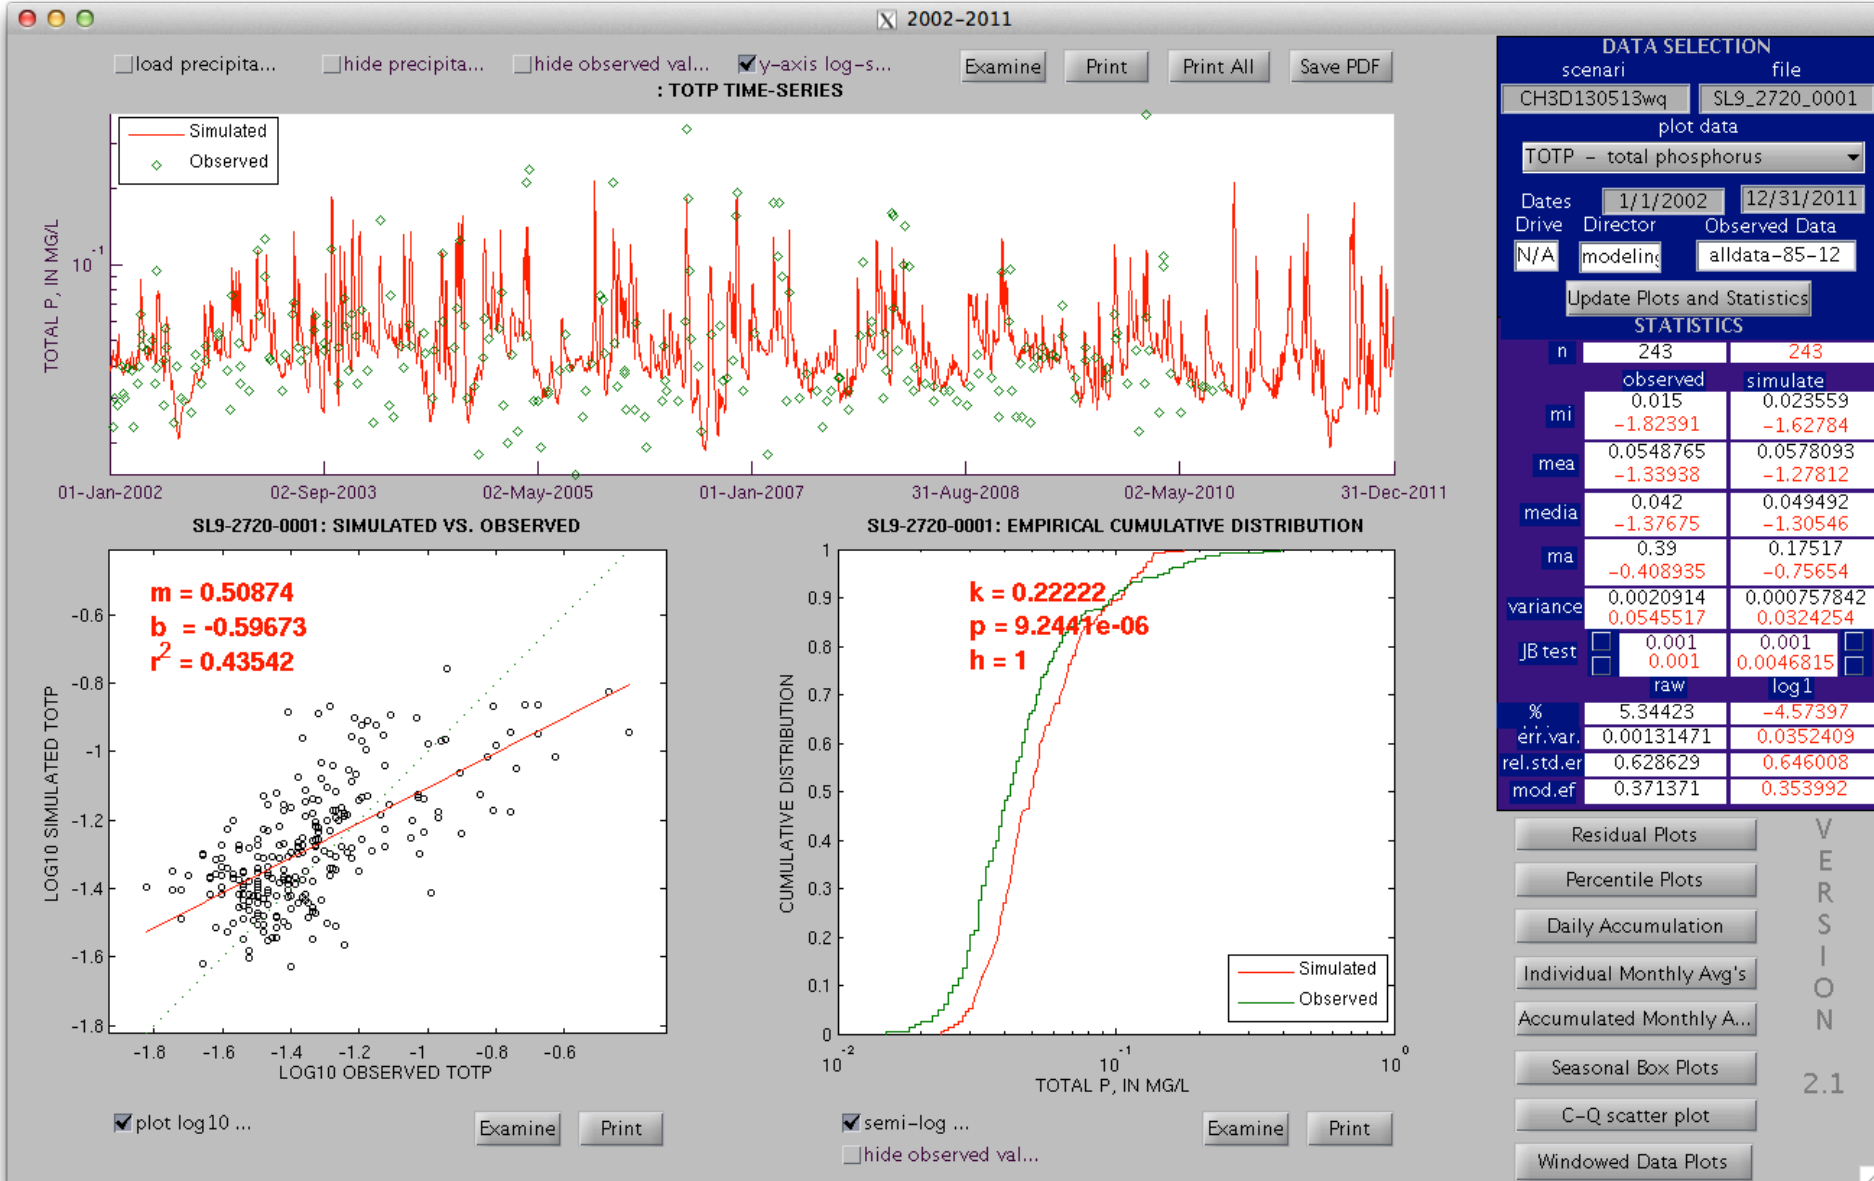 2002-2011
load precipita...
hide precipita...
hide observed val...
y-axis log-s...
Examine
Print
Print All
Save PDF
: TOTP TIME-SERIES
Simulated
Observed
TOTAL P, IN MG/L
10-1
01-Jan-2002
02-Sep-2003
02-May-2005
01-Jan-2007
31-Aug-2008
02-May-2010
31-Dec-2011
SL9-2720-0001: SIMULATED VS. OBSERVED
m = 0.50874
b = -0.59673
r2 = 0.43542
LOG10 SIMULATED TOTP
-0.6
-0.8
-1
-1.2
-1.4
-1.6
-1.8
-1.8
-1.6
-1.4
-1.2
-1
-0.8
-0.6
LOG10 OBSERVED TOTP
plot log10 ...
Examine
Print
SL9-2720-0001: EMPIRICAL CUMULATIVE DISTRIBUTION
k = 0.22222
p = 9.2441e-06
h = 1
CUMULATIVE DISTRIBUTION
1
0.9
0.8
0.7
0.6
0.5
0.4
0.3
0.2
0.1
0
Simulated
Observed
10-2
10-1
100
TOTAL P, IN MG/L
semi-log ...
hide observed val...
Examine
Print
DATA SELECTION
scenari file
CH3D130513wq SL9_2720_0001
plot data
TOTP - total phosphorus
Dates 1/1/2002 12/31/2011
Drive Director Observed Data
N/A modeling alldata-85-12
Update Plots and Statistics
STATISTICS
n 243 243
observed simulate
mi 0.015 0.023559
-1.82391 -1.62784
mea 0.0548765 0.0578093
-1.33938 -1.27812
media 0.042 0.049492
-1.37675 -1.30546
ma 0.39 0.17517
-0.408935 -0.75654
variance 0.0020914 0.000757842
0.0545517 0.0324254
JB test 0.001 0.001
0.001 0.0046815
raw log1
% 5.34423 -4.57397
err.var. 0.00131471 0.0352409
rel.std.er 0.628629 0.646008
mod.ef 0.371371 0.353992
Residual Plots
Percentile Plots
Daily Accumulation
Individual Monthly Avg's
Accumulated Monthly A...
Seasonal Box Plots
C-Q scatter plot
Windowed Data Plots
VERSION
2.1